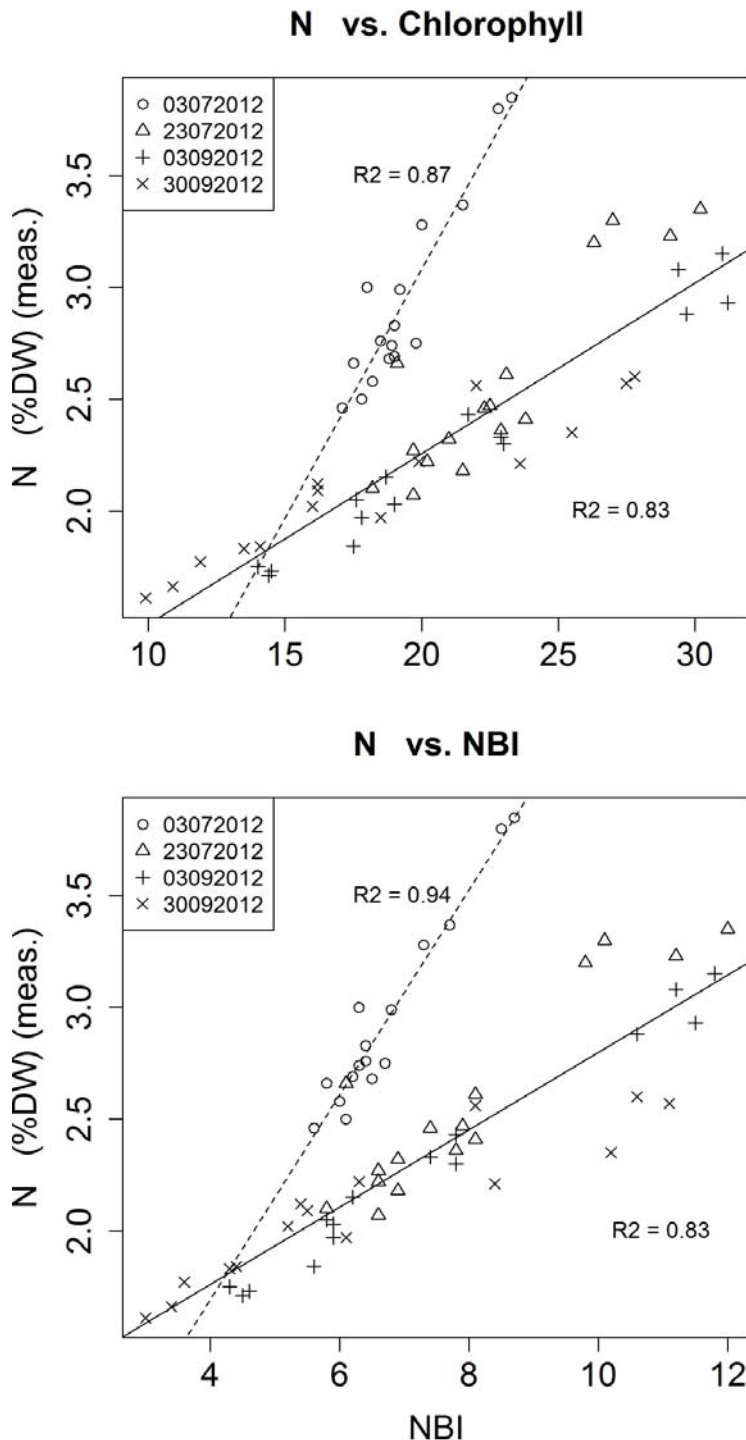 N vs. Chlorophyll
03072012
23072012
03092012
30092012
R2 = 0.87
R2 = 0.83
N (%DW) (meas.)
3.5
3.0
2.5
2.0
10 15 20 25 30
N vs. NBI
03072012
23072012
03092012
30092012
R2 = 0.94
R2 = 0.83
N (%DW) (meas.)
3.5
3.0
2.5
2.0
4 6 8 10 12
NBI